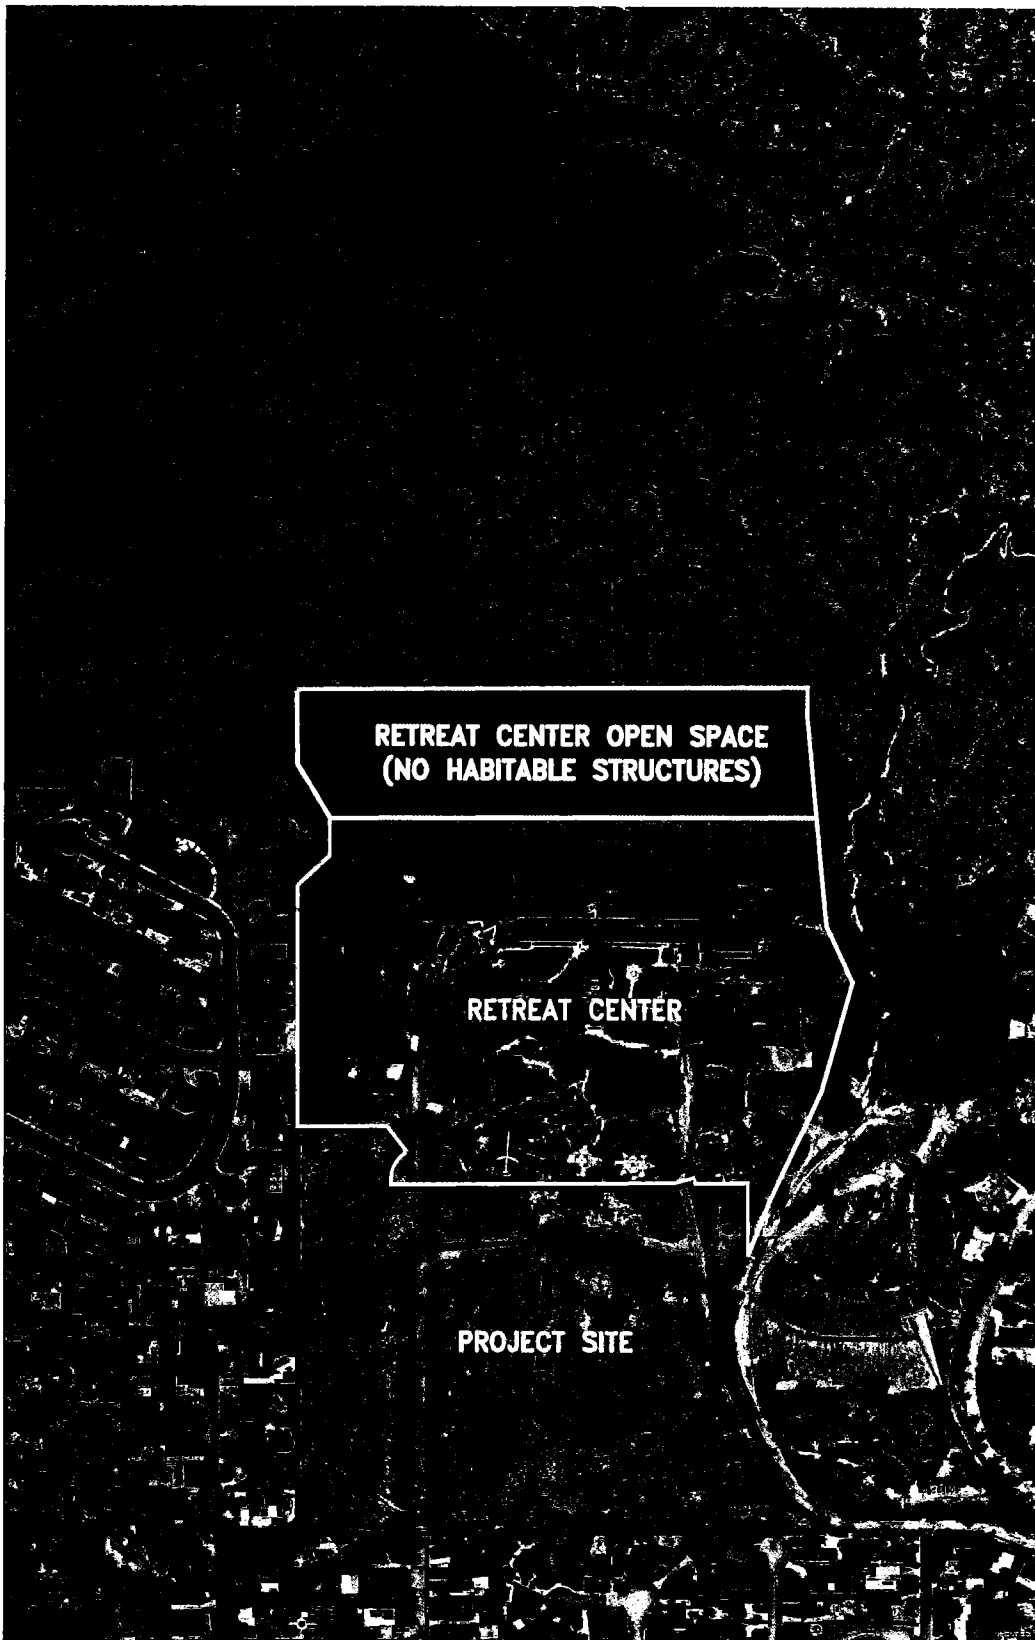 RETREAT CENTER OPEN SPACE
(NO HABITABLE STRUCTURES)
RETREAT CENTER
PROJECT SITE